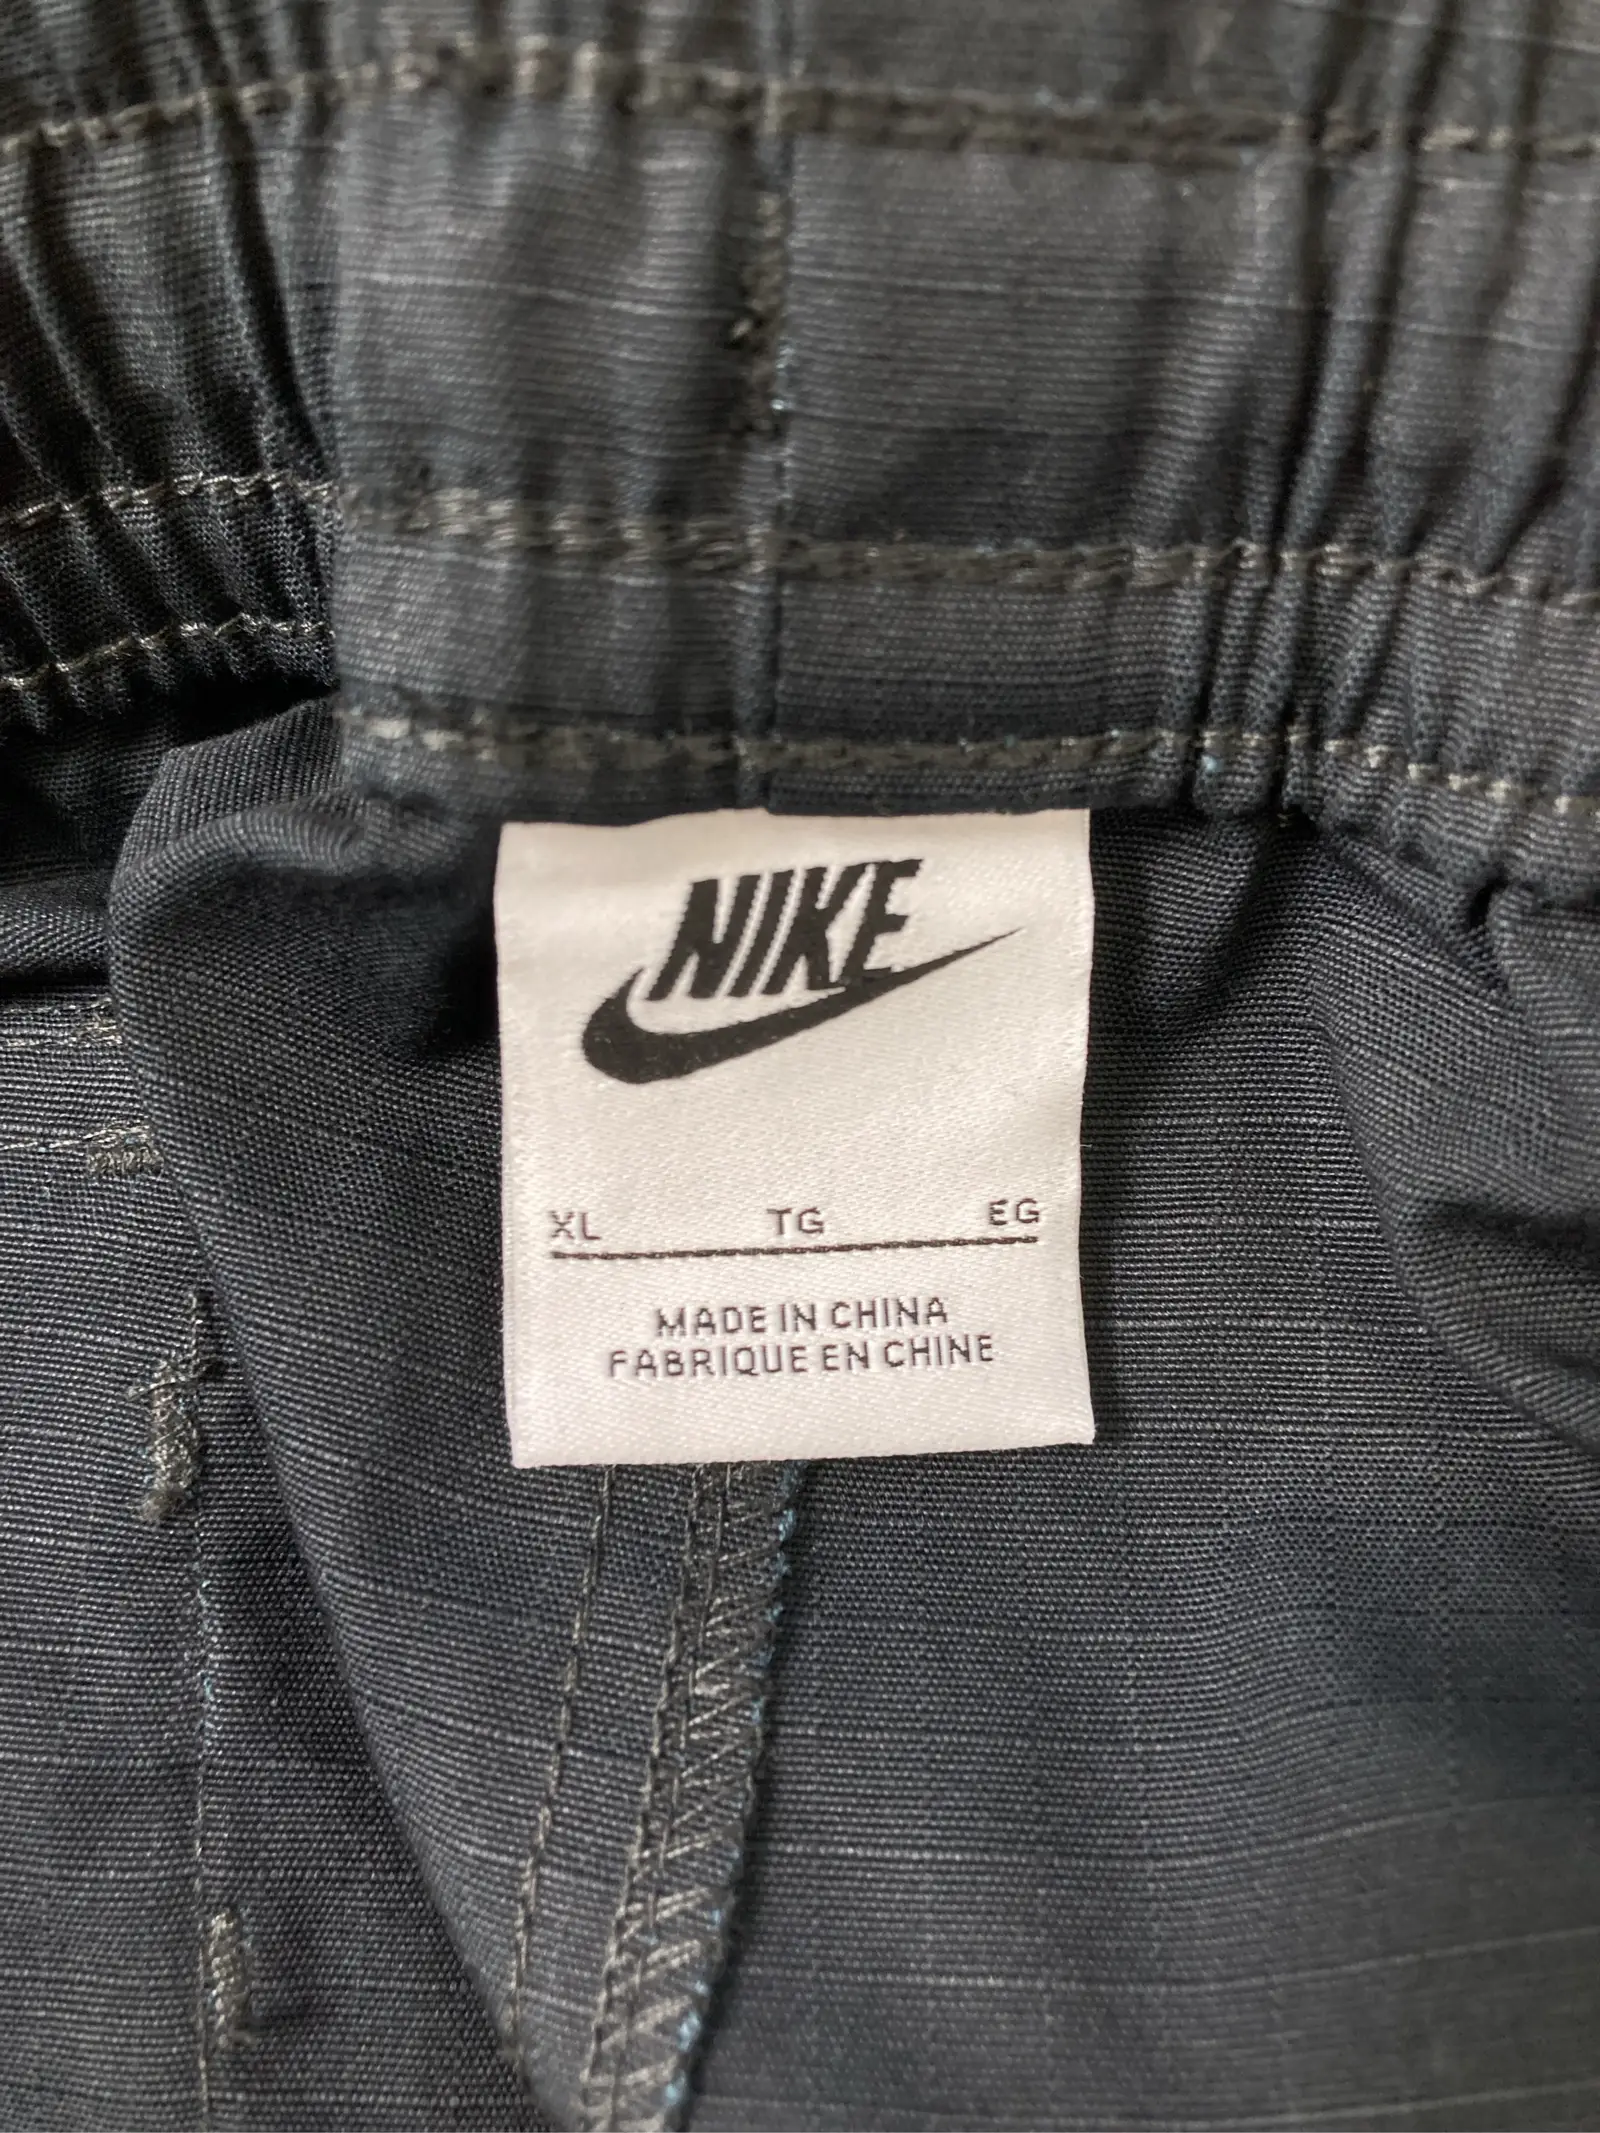 NIKE
XL TG EG
MADE IN CHINA
FABRIQUE EN CHINE